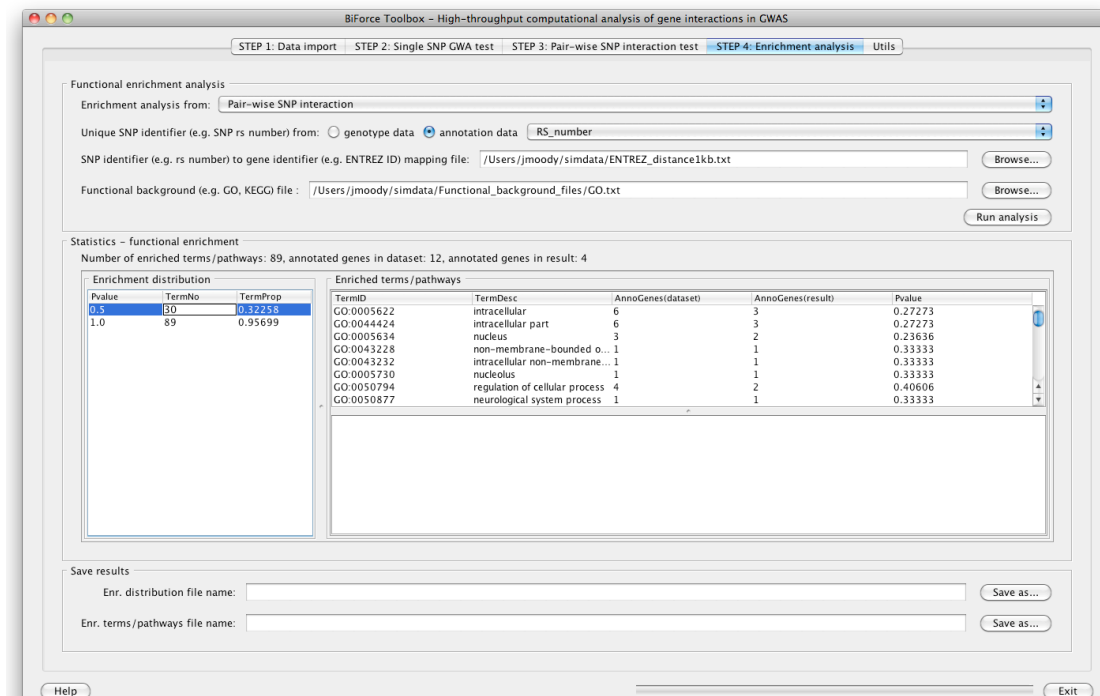 BiForce Toolbox - High-throughput computational analysis of gene interactions in GWAS
STEP 1: Data import STEP 2: Single SNP GWA test STEP 3: Pair-wise SNP interaction test STEP 4: Enrichment analysis Utils
Functional enrichment analysis
Enrichment analysis from: Pair-wise SNP interaction
Unique SNP identifier (e.g. SNP rs number) from: genotype data annotation data RS_number
SNP identifier (e.g. rs number) to gene identifier (e.g. ENTREZ ID) mapping file: /Users/jmoody/simdata/ENTREZ_distance1kb.txt Browse...
Functional background (e.g. GO, KEGG) file : /Users/jmoody/simdata/Functional_background_files/GO.txt Browse...
Run analysis
Statistics - functional enrichment
Number of enriched terms/pathways: 89, annotated genes in dataset: 12, annotated genes in result: 4
Enrichment distribution
Pvalue TermNo TermProp
0.5 30 0.32258
1.0 89 0.95699
Enriched terms/pathways
TermID TermDesc AnnoGenes(dataset) AnnoGenes(result) Pvalue
GO:0005622 intracellular 6 3 0.27273
GO:0044424 intracellular part 6 3 0.27273
GO:0005634 nucleus 3 2 0.23636
GO:0043228 non-membrane-bounded o... 1 1 0.33333
GO:0043232 intracellular non-membrane... 1 1 0.33333
GO:0005730 nucleolus 1 1 0.33333
GO:0050794 regulation of cellular process 4 2 0.40606
GO:0050877 neurological system process 1 1 0.33333
Save results
Enr. distribution file name: Save as...
Enr. terms/pathways file name: Save as...
Help Exit